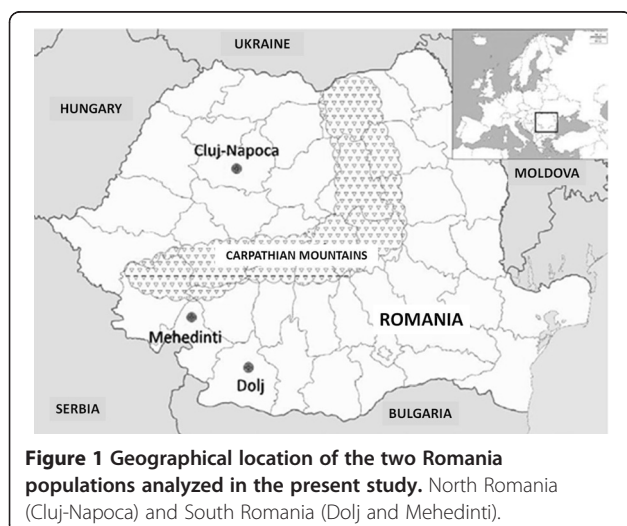 UKRAINE
HUNGARY
Cluj-Napoca
MOLDOVA
CARPATHIAN MOUNTAINS
ROMANIA
Mehedinti
Dolj
SERBIA
BULGARIA
Figure 1 Geographical location of the two Romania
populations analyzed in the present study. North Romania
(Cluj-Napoca) and South Romania (Dolj and Mehedinti).